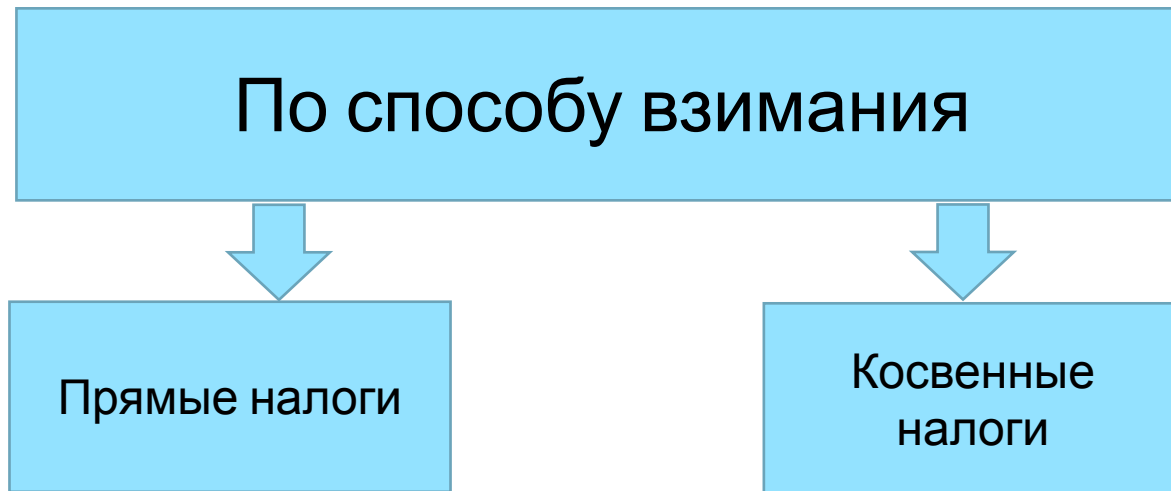 По способу взимания
Прямые налоги
Косвенные
налоги